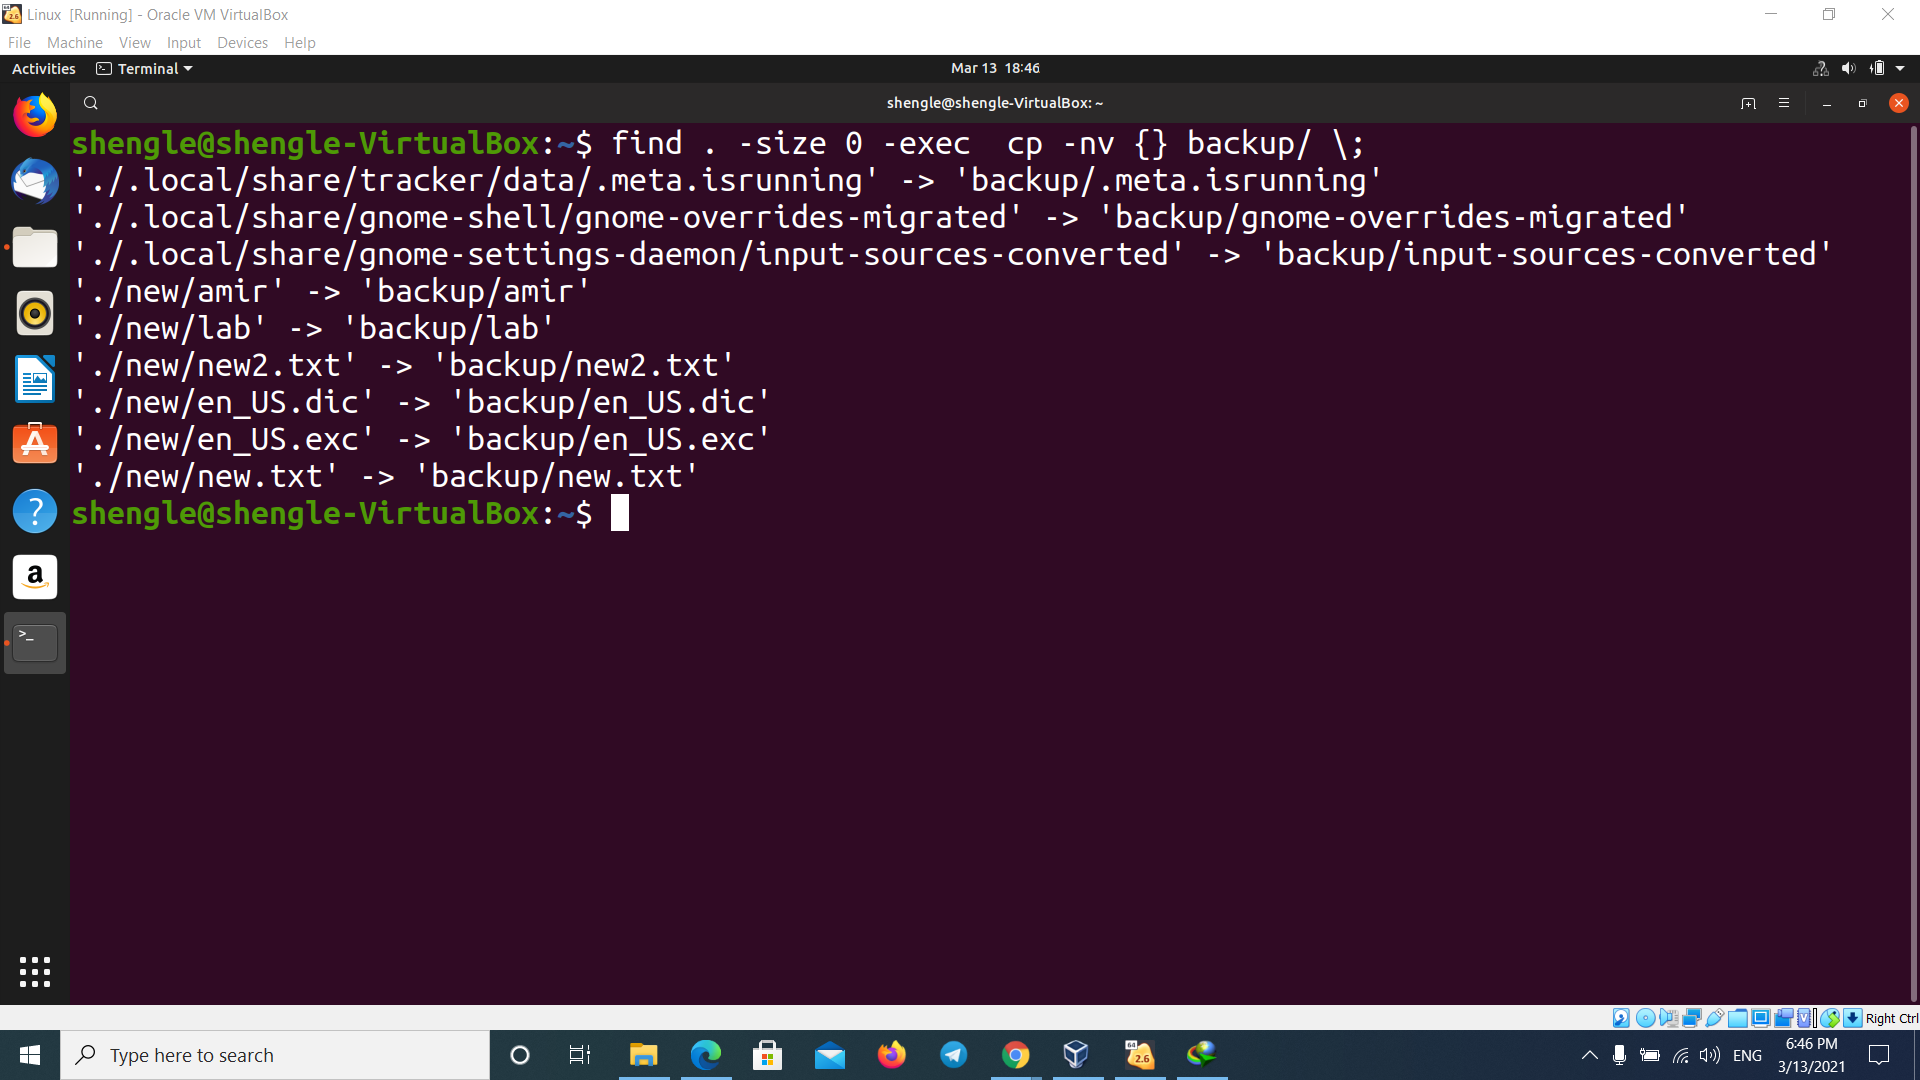 Linux [Running] - Oracle VM VirtualBox
File Machine View Input Devices Help
Activities Terminal Mar 13 18:46
shengle@shengle-VirtualBox: ~
shengle@shengle-VirtualBox:~$ find . -size 0 -exec  cp -nv {} backup/ \;
'./.local/share/tracker/data/.meta.isrunning' -> 'backup/.meta.isrunning'
'./.local/share/gnome-shell/gnome-overrides-migrated' -> 'backup/gnome-overrides-migrated'
'./.local/share/gnome-settings-daemon/input-sources-converted' -> 'backup/input-sources-converted'
'./new/amir' -> 'backup/amir'
'./new/lab' -> 'backup/lab'
'./new/new2.txt' -> 'backup/new2.txt'
'./new/en_US.dic' -> 'backup/en_US.dic'
'./new/en_US.exc' -> 'backup/en_US.exc'
'./new/new.txt' -> 'backup/new.txt'
shengle@shengle-VirtualBox:~$
Right Ctrl
Type here to search
ENG
6:46 PM
3/13/2021